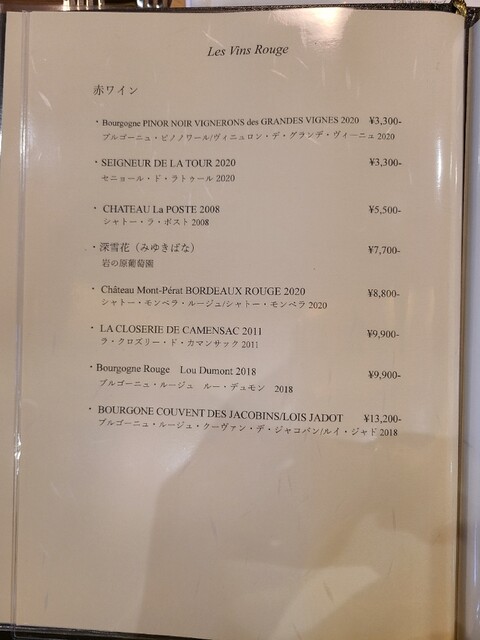 Les Vins Rouge
赤ワイン
・Bourgogne PINOR NOIR VIGNERONS des GRANDES VIGNES 2020 ¥3,300-
ブルゴーニュ・ピノノワール/ヴィニュロン・デ・グランデ・ヴィーニュ 2020
・SEIGNEUR DE LA TOUR 2020 ¥3,300-
セニョール・ド・ラトゥール 2020
・CHATEAU La POSTE 2008 ¥5,500-
シャトー・ラ・ポスト 2008
・深雪花（みゆきばな） ¥7,700-
岩の原葡萄園
・Château Mont-Pérat BORDEAUX ROUGE 2020 ¥8,800-
シャトー・モンペラ・ルージュ/シャトー・モンペラ 2020
・LA CLOSERIE DE CAMENSAC 2011 ¥9,900-
ラ・クロズリー・ド・カマンサック 2011
・Bourgogne Rouge Lou Dumont 2018 ¥9,900-
ブルゴーニュ・ルージュ ルー・デュモン 2018
・BOURGONE COUVENT DES JACOBINS/LOIS JADOT ¥13,200-
ブルゴーニュ・ルージュ・クーヴァン・デ・ジャコバン/ルイ・ジャド 2018